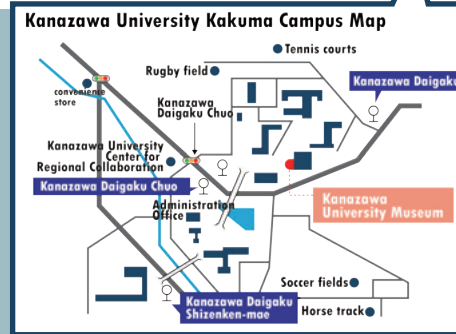 Kanazawa University Kakuma Campus Map
Tennis courts
Rugby field
Kanazawa Daigaku
convenience
store
Kanazawa
Daigaku Chuo
Kanazawa University
Center for
Regional Collaboration
Kanazawa Daigaku Chuo
Administration
Office
Kanazawa
University Museum
Soccer fields
Kanazawa Daigaku
Shizenken-mae
Horse track